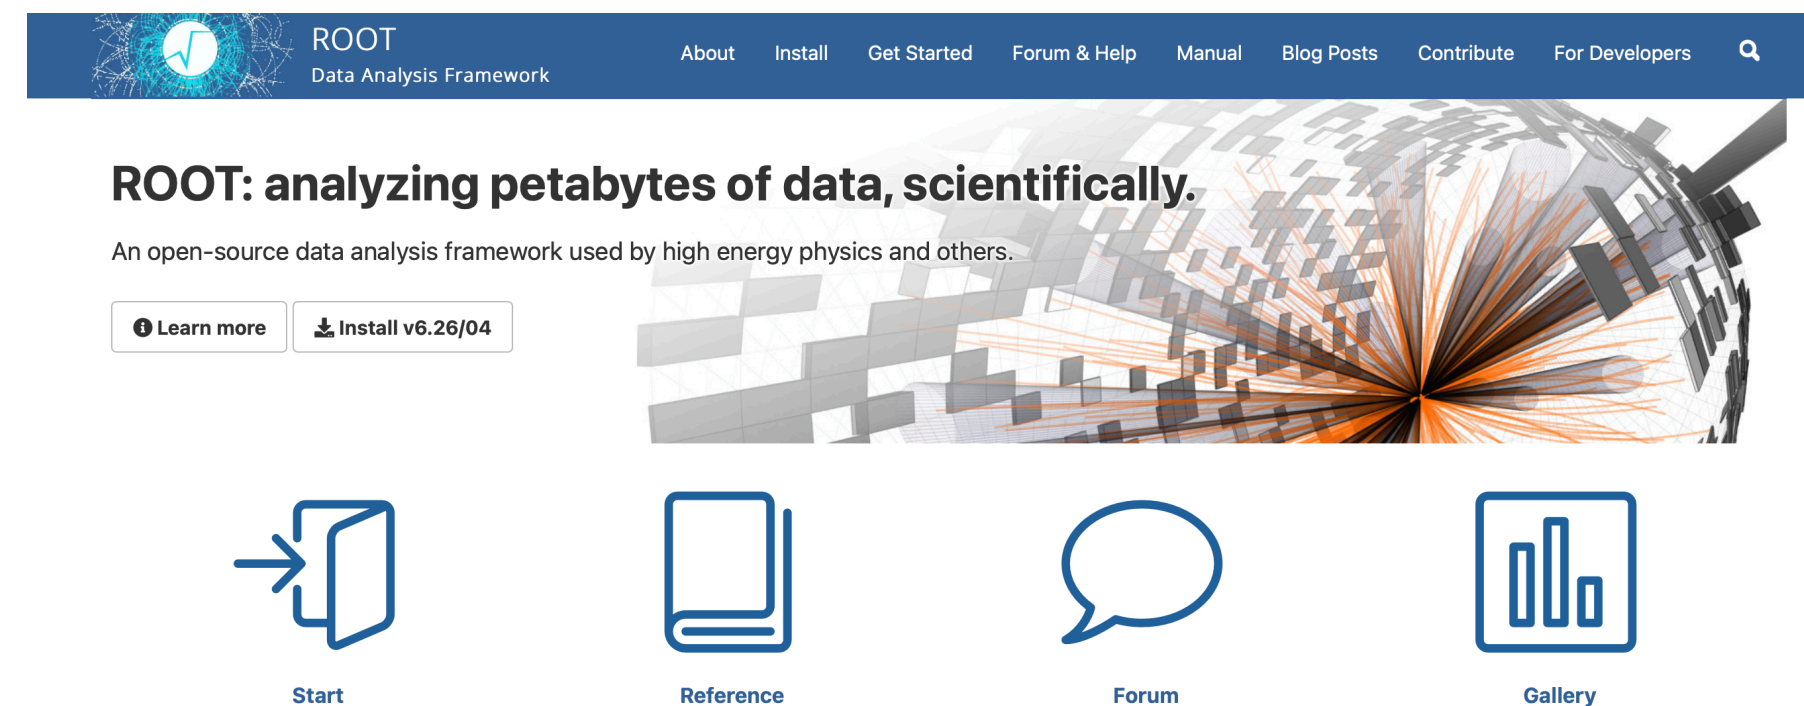 ROOT
Data Analysis Framework
About Install Get Started Forum & Help Manual Blog Posts Contribute For Developers
ROOT: analyzing petabytes of data, scientifically.
An open-source data analysis framework used by high energy physics and others.
Learn more Install v6.26/04
Start Reference Forum Gallery